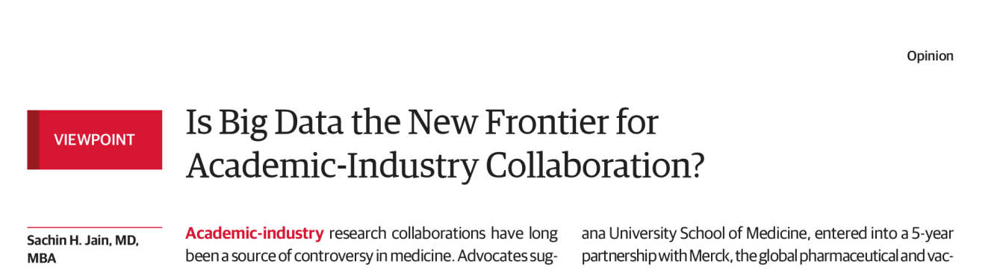 Opinion
VIEWPOINT
Is Big Data the New Frontier for
Academic-Industry Collaboration?
Sachin H. Jain, MD,
MBA
Academic-industry research collaborations have long
been a source of controversy in medicine. Advocates sug-
ana University School of Medicine, entered into a 5-year
partnership with Merck, the global pharmaceutical and vac-